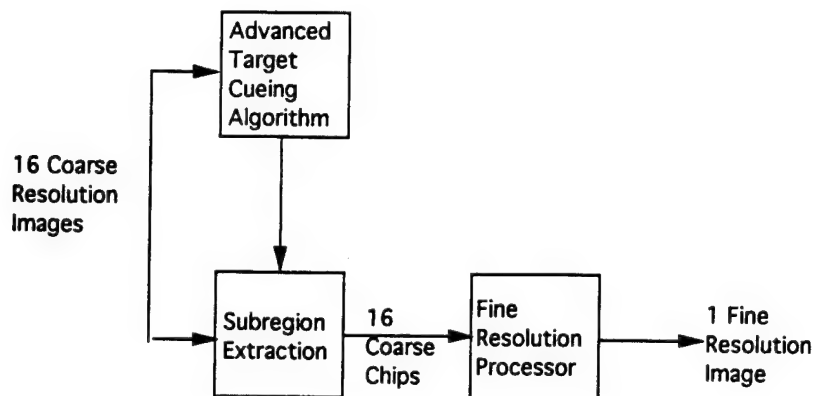 Advanced
Target
Cueing
Algorithm
16 Coarse
Resolution
Images
Subregion
Extraction
16
Coarse
Chips
Fine
Resolution
Processor
1 Fine
Resolution
Image